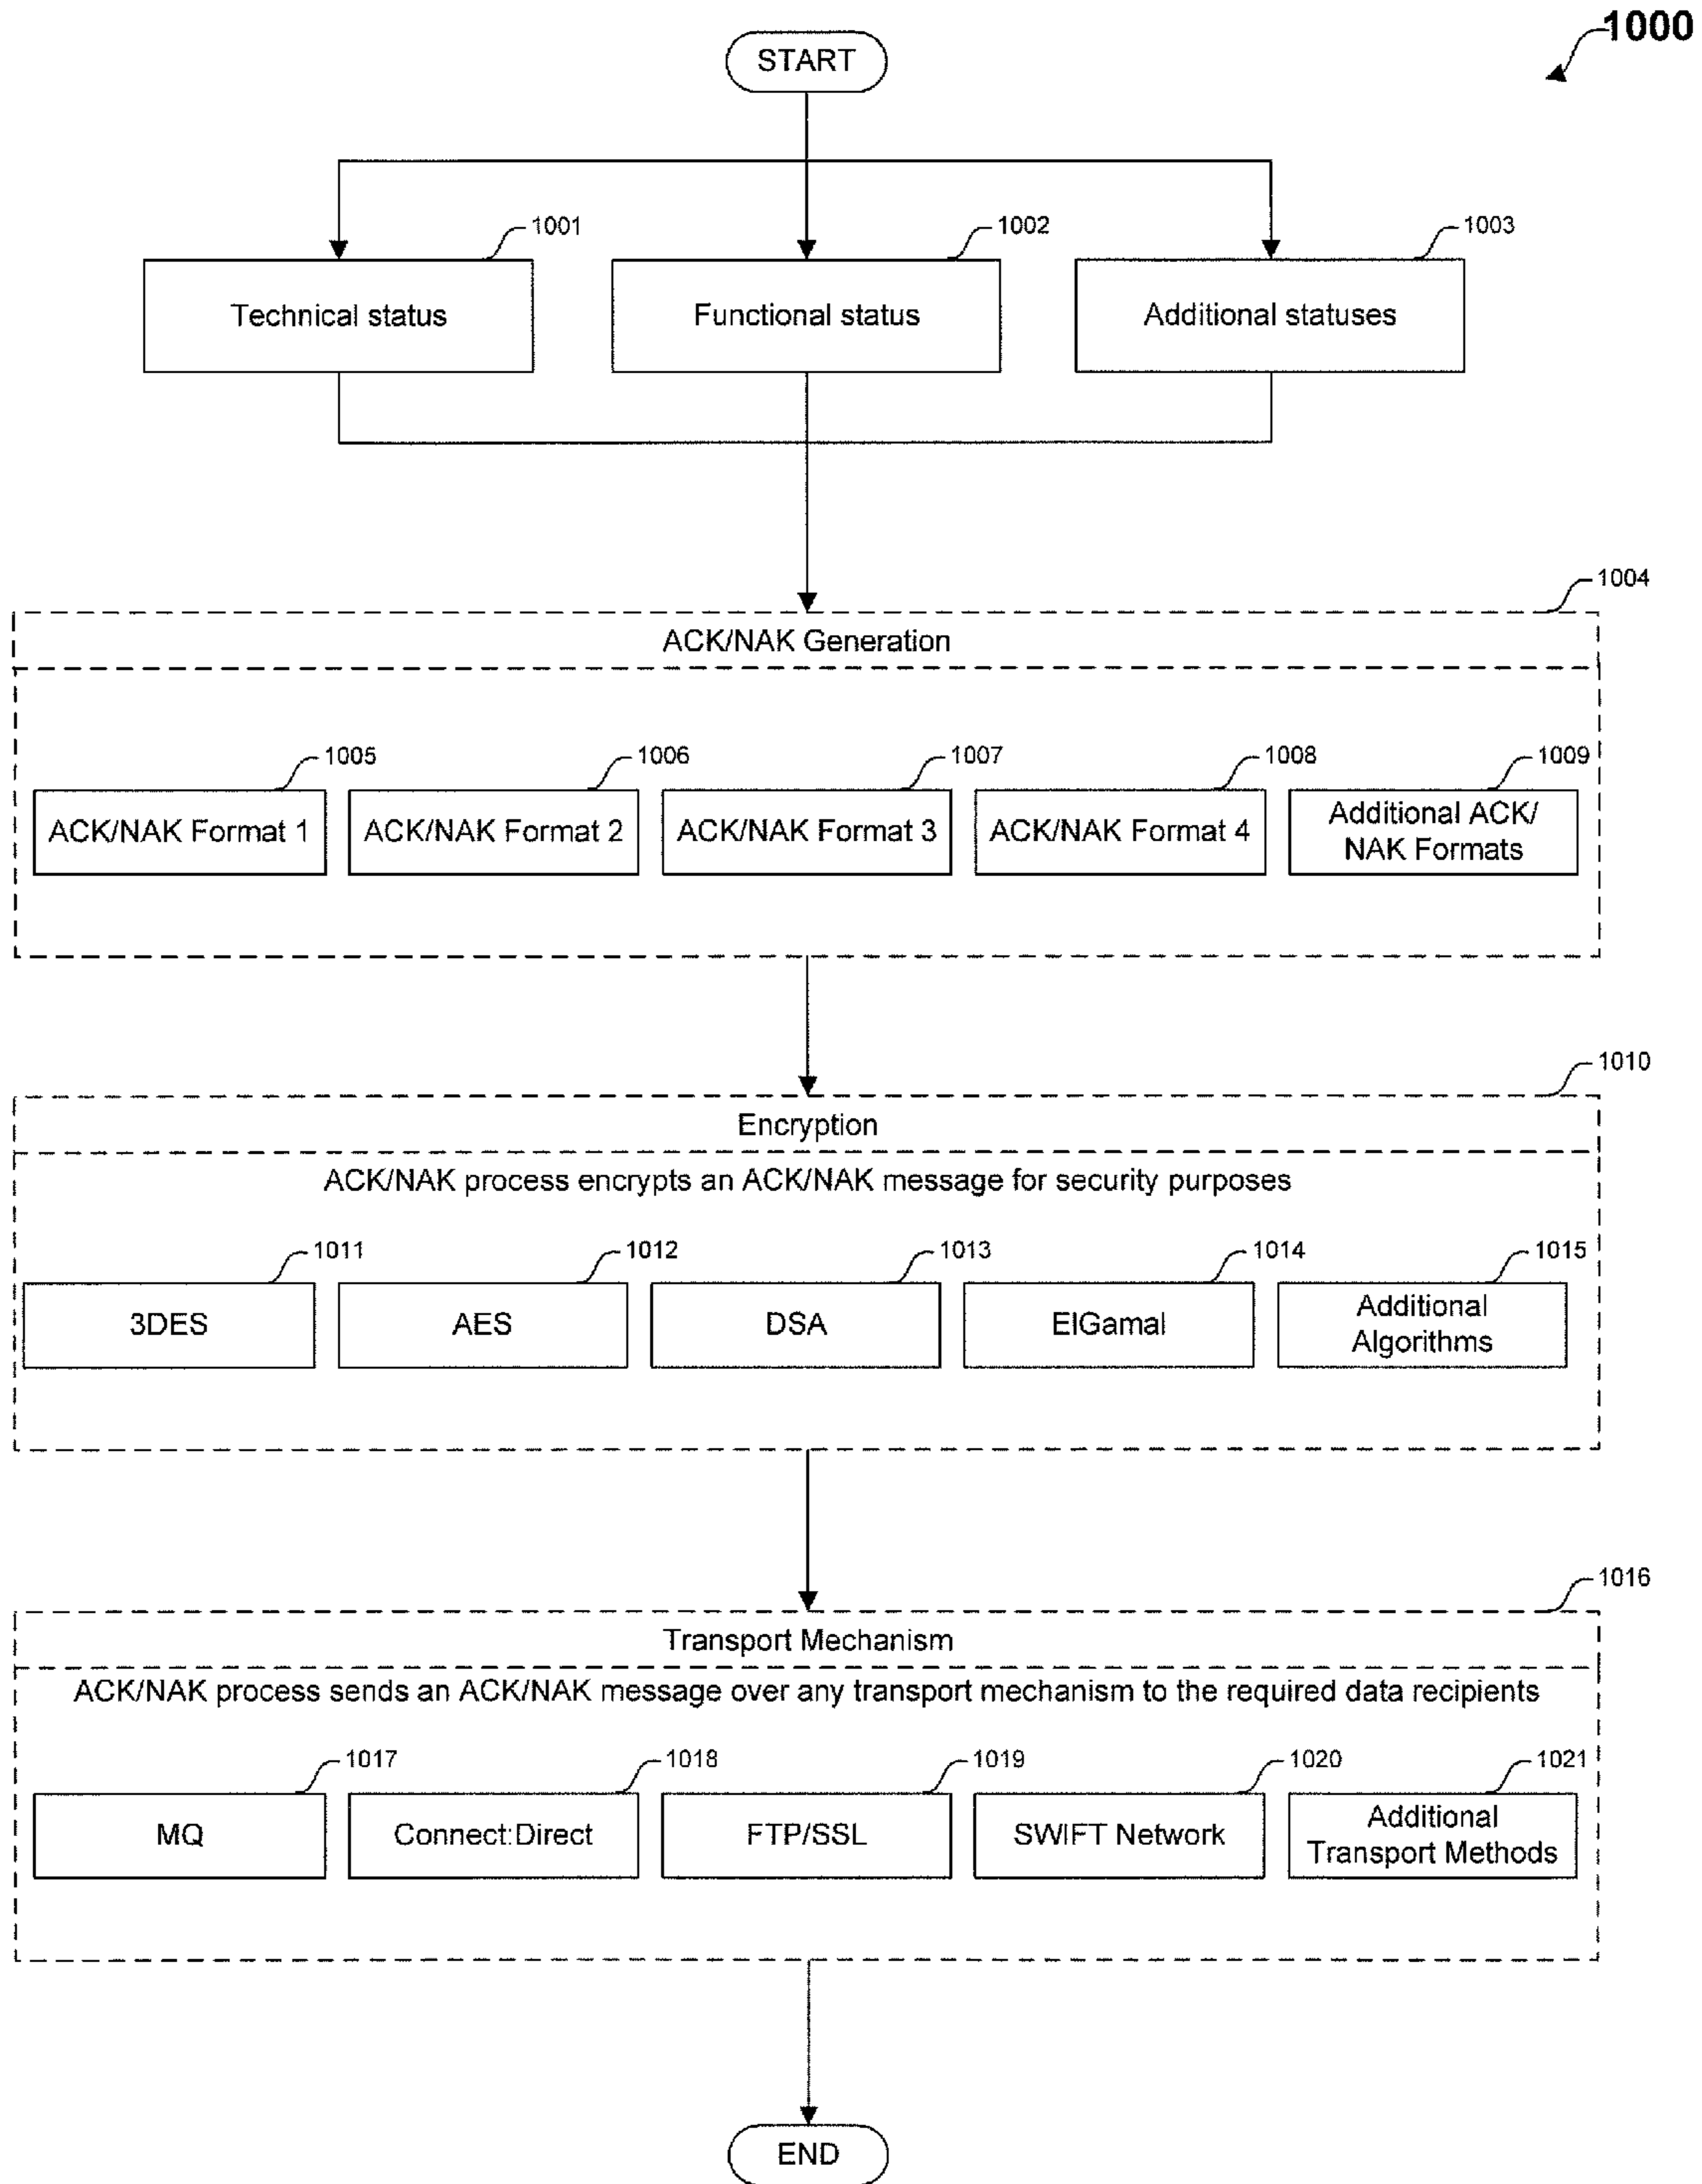 1000
START
1001
1002
1003
Technical status
Functional status
Additional statuses
1004
ACK/NAK Generation
1005
1006
1007
1008
1009
ACK/NAK Format 1
ACK/NAK Format 2
ACK/NAK Format 3
ACK/NAK Format 4
Additional ACK/
NAK Formats
1010
Encryption
ACK/NAK process encrypts an ACK/NAK message for security purposes
1011
1012
1013
1014
1015
3DES
AES
DSA
ElGamal
Additional
Algorithms
1016
Transport Mechanism
ACK/NAK process sends an ACK/NAK message over any transport mechanism to the required data recipients
1017
1018
1019
1020
1021
MQ
Connect:Direct
FTP/SSL
SWIFT Network
Additional
Transport Methods
END